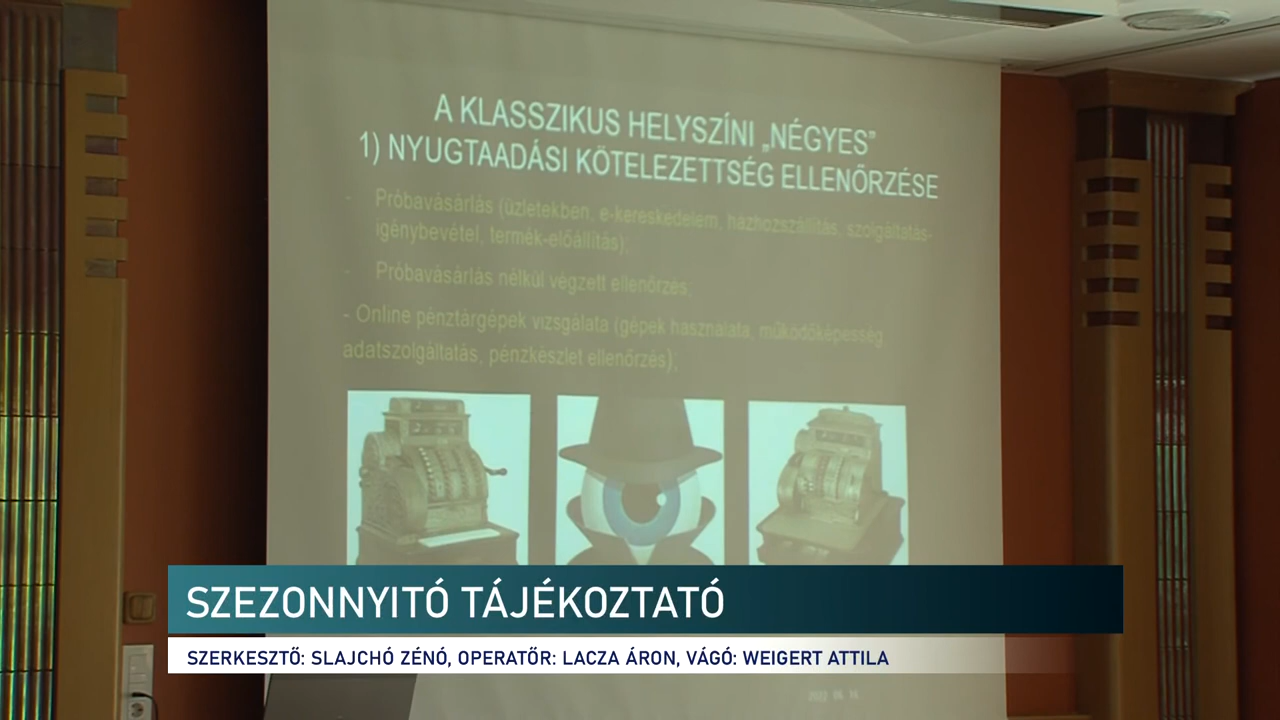 A KLASSZIKUS HELYSZÍNI „NÉGYES”
1) NYUGTAADÁSI KÖTELEZETTSÉG ELLENŐRZÉSE
- Próbavásárlás (üzletekben, e-kereskedelem, házhozszállítás, szolgáltatás-
igénybevétel, termék-előállítás);
- Próbavásárlás nélkül végzett ellenőrzés;
- Online pénztárgépek vizsgálata (gépek használata, működőképesség
adatszolgáltatás, pénzkészlet ellenőrzés);
SZEZONNYITÓ TÁJÉKOZTATÓ
SZERKESZTŐ: SLAJCHÓ ZÉNÓ, OPERATŐR: LACZA ÁRON, VÁGÓ: WEIGERT ATTILA